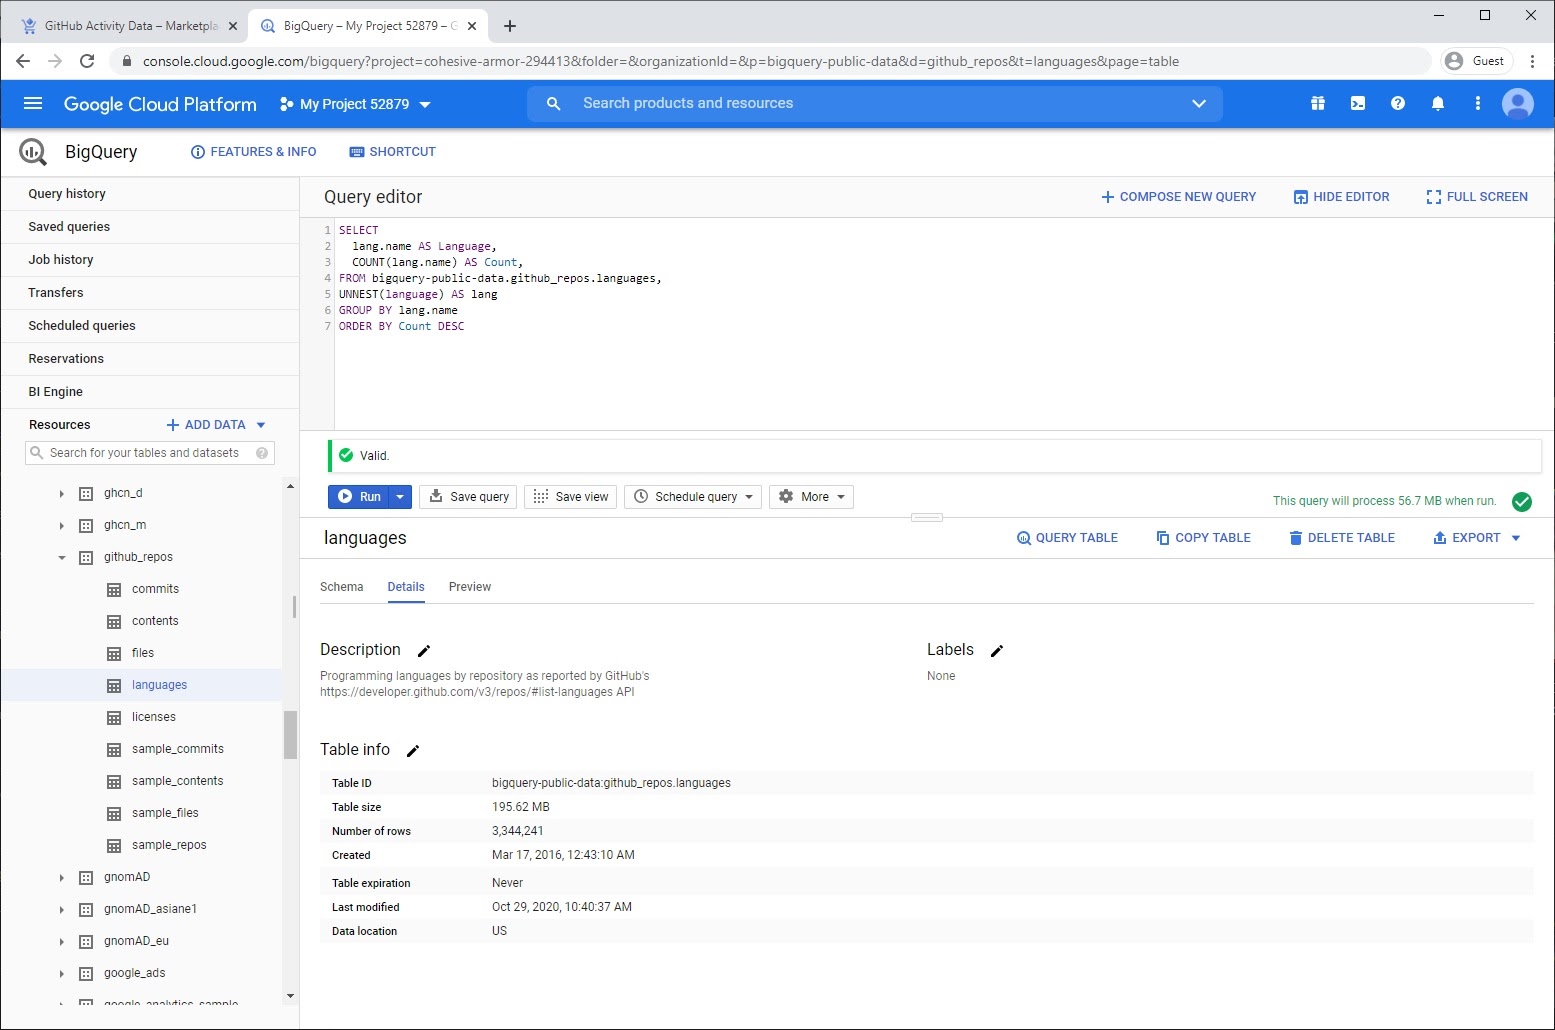 GitHub Activity Data – Marketpla
BigQuery – My Project 52879 – G
console.cloud.google.com/bigquery?project=cohesive-armor-294413&folder=&organizationId=&p=bigquery-public-data&d=github_repos&t=languages&page=table
Guest
Google Cloud Platform
My Project 52879
Search products and resources
BigQuery
FEATURES & INFO
SHORTCUT
Query history
Saved queries
Job history
Transfers
Scheduled queries
Reservations
BI Engine
Resources
ADD DATA
Search for your tables and datasets
ghcn_d
ghcn_m
github_repos
commits
contents
files
languages
licenses
sample_commits
sample_contents
sample_files
sample_repos
gnomAD
gnomAD_asiane1
gnomAD_eu
google_ads
google_analytics_sample
Query editor
COMPOSE NEW QUERY
HIDE EDITOR
FULL SCREEN
1 SELECT
2 lang.name AS Language,
3 COUNT(lang.name) AS Count,
4 FROM bigquery-public-data.github_repos.languages,
5 UNNEST(language) AS lang
6 GROUP BY lang.name
7 ORDER BY Count DESC
Valid.
Run
Save query
Save view
Schedule query
More
This query will process 56.7 MB when run.
languages
QUERY TABLE
COPY TABLE
DELETE TABLE
EXPORT
Schema
Details
Preview
Description
Programming languages by repository as reported by GitHub's
https://developer.github.com/v3/repos/#list-languages API
Labels
None
Table info
Table ID bigquery-public-data:github_repos.languages
Table size 195.62 MB
Number of rows 3,344,241
Created Mar 17, 2016, 12:43:10 AM
Table expiration Never
Last modified Oct 29, 2020, 10:40:37 AM
Data location US